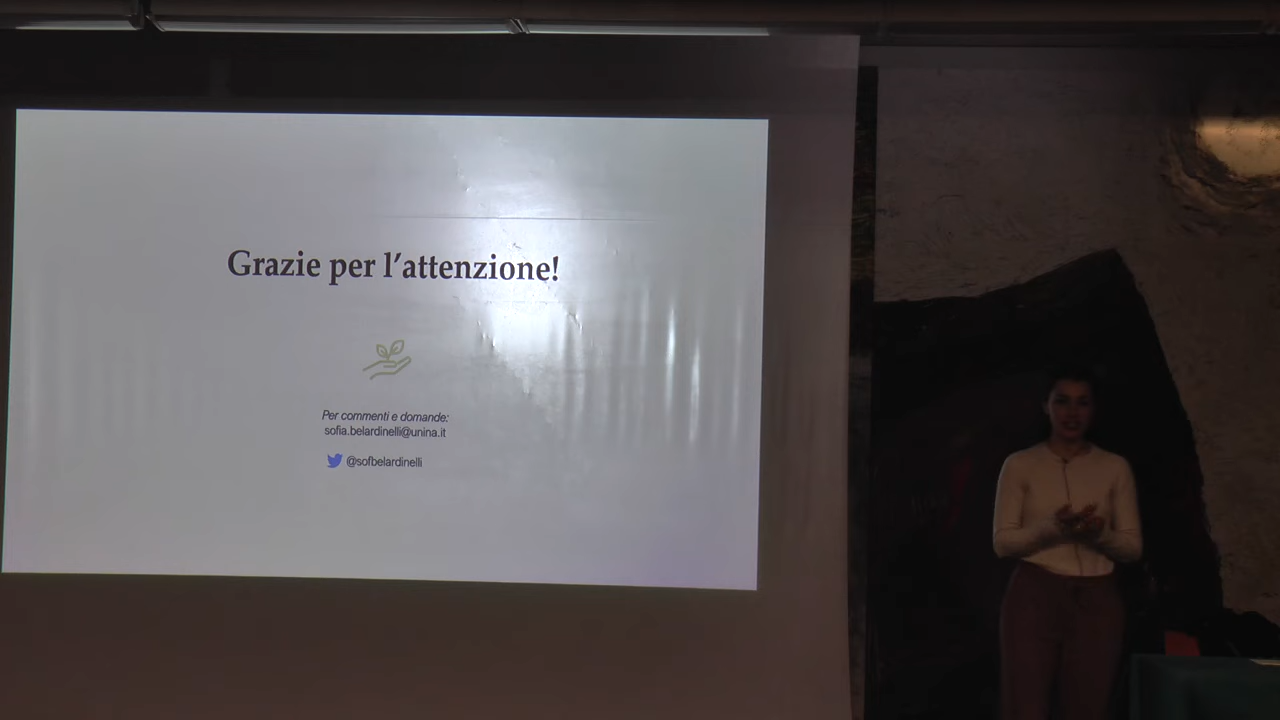 Grazie per l'attenzione!
Per commenti e domande:
sofia.belardinelli@unina.it
@sofbelardinelli